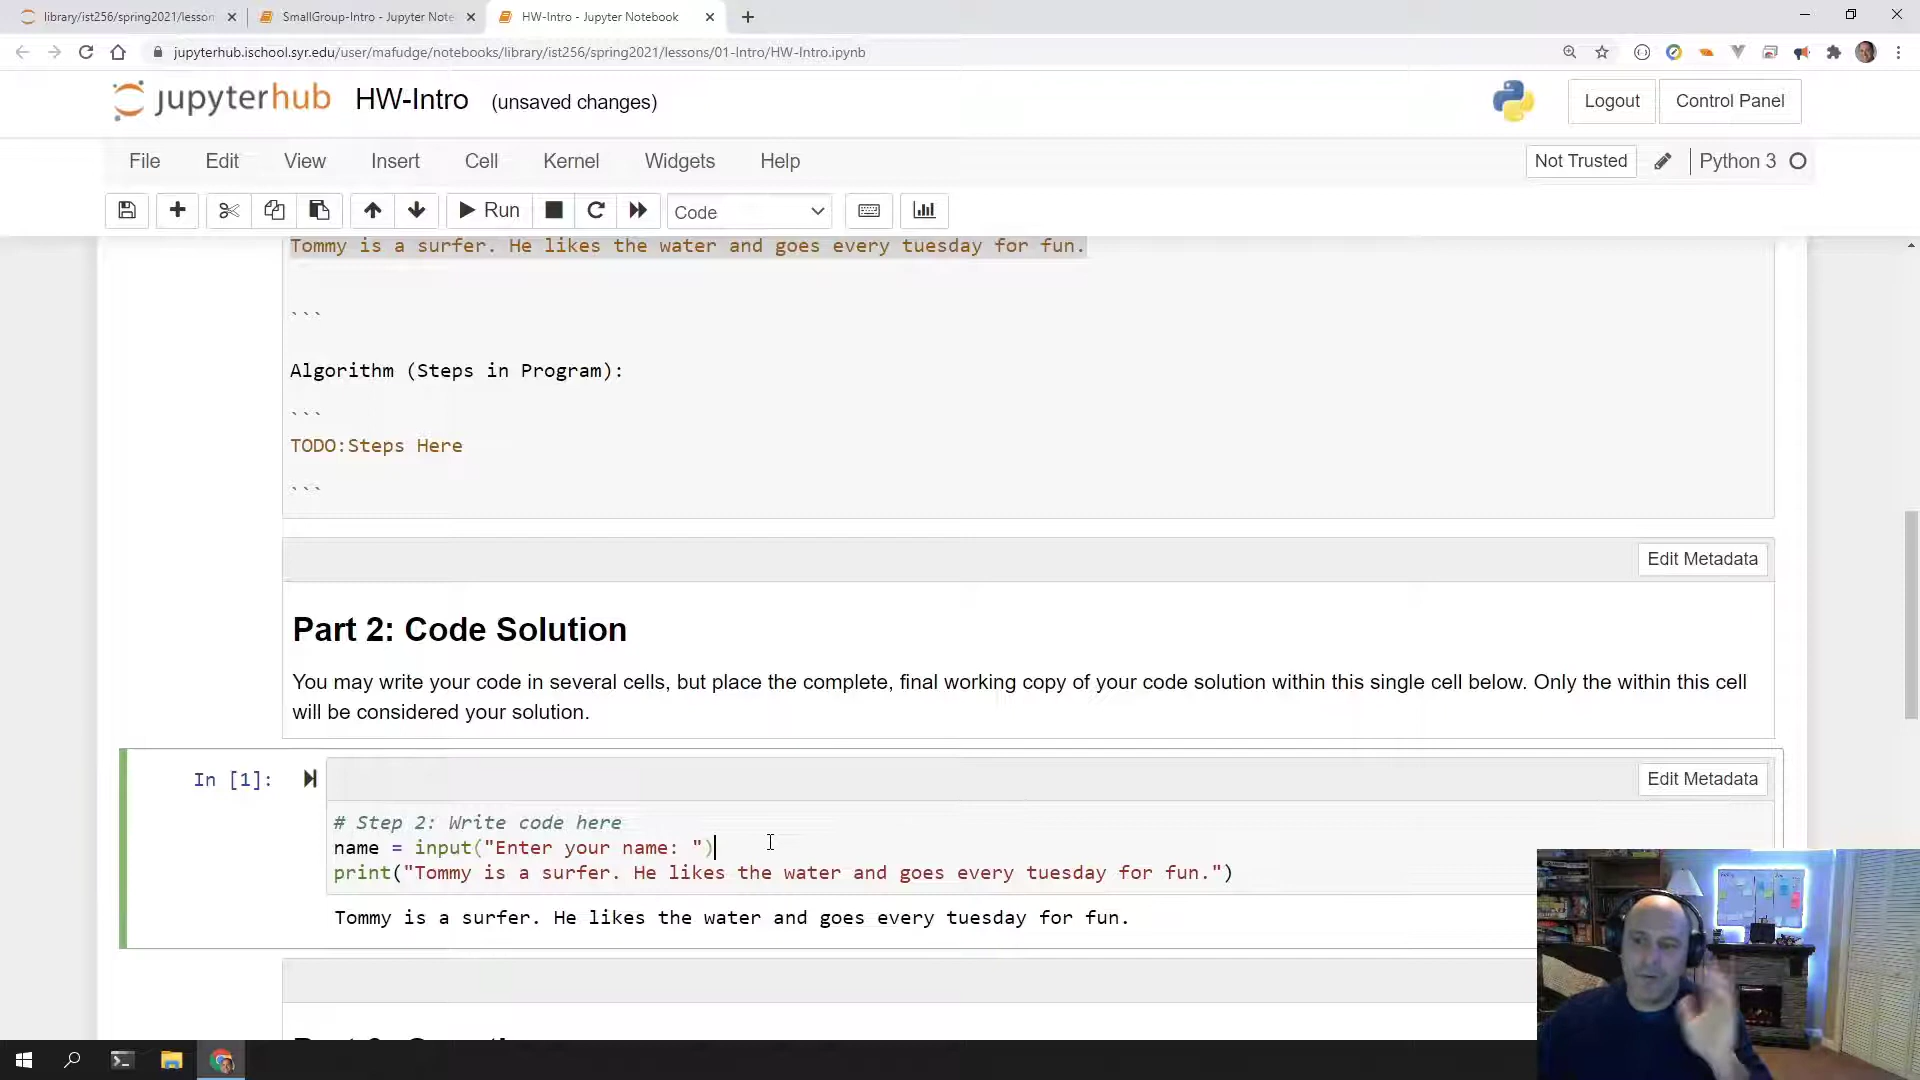 library/ist256/spring2021/lesson
SmallGroup-Intro - Jupyter Note
HW-Intro - Jupyter Notebook
jupyterhub.ischool.syr.edu/user/mafudge/notebooks/library/ist256/spring2021/lessons/01-Intro/HW-Intro.ipynb
jupyterhub HW-Intro (unsaved changes)
Logout Control Panel
File Edit View Insert Cell Kernel Widgets Help
Not Trusted Python 3
Run Code
Tommy is a surfer. He likes the water and goes every tuesday for fun.
```
Algorithm (Steps in Program):
```
TODO:Steps Here
```
Edit Metadata
Part 2: Code Solution
You may write your code in several cells, but place the complete, final working copy of your code solution within this single cell below. Only the within this cell
will be considered your solution.
In [1]:
Edit Metadata
# Step 2: Write code here
name = input("Enter your name: ")
print("Tommy is a surfer. He likes the water and goes every tuesday for fun.")
Tommy is a surfer. He likes the water and goes every tuesday for fun.